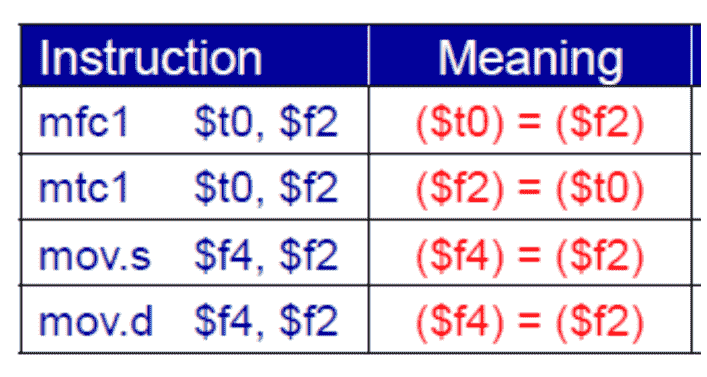 Instruction Meaning
mfc1 $t0, $f2 ($t0) = ($f2)
mtc1 $t0, $f2 ($f2) = ($t0)
mov.s $f4, $f2 ($f4) = ($f2)
mov.d $f4, $f2 ($f4) = ($f2)